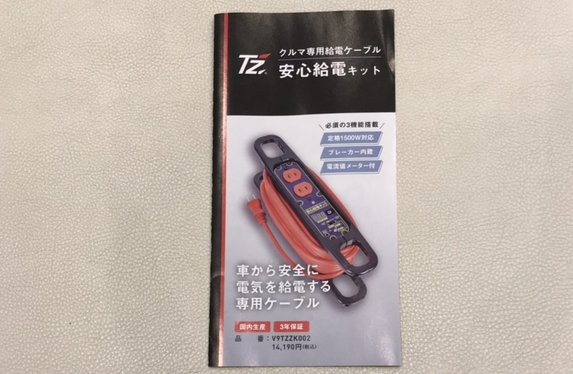 TZ.
クルマ専用給電ケーブル
安心給電キット
必須の3機能搭載
定格1500W対応
ブレーカー内蔵
電流値メーター付
車から安全に
電気を給電する
専用ケーブル
国内生産 3年保証
品 番：V9TZZK002
14,190円(税込)